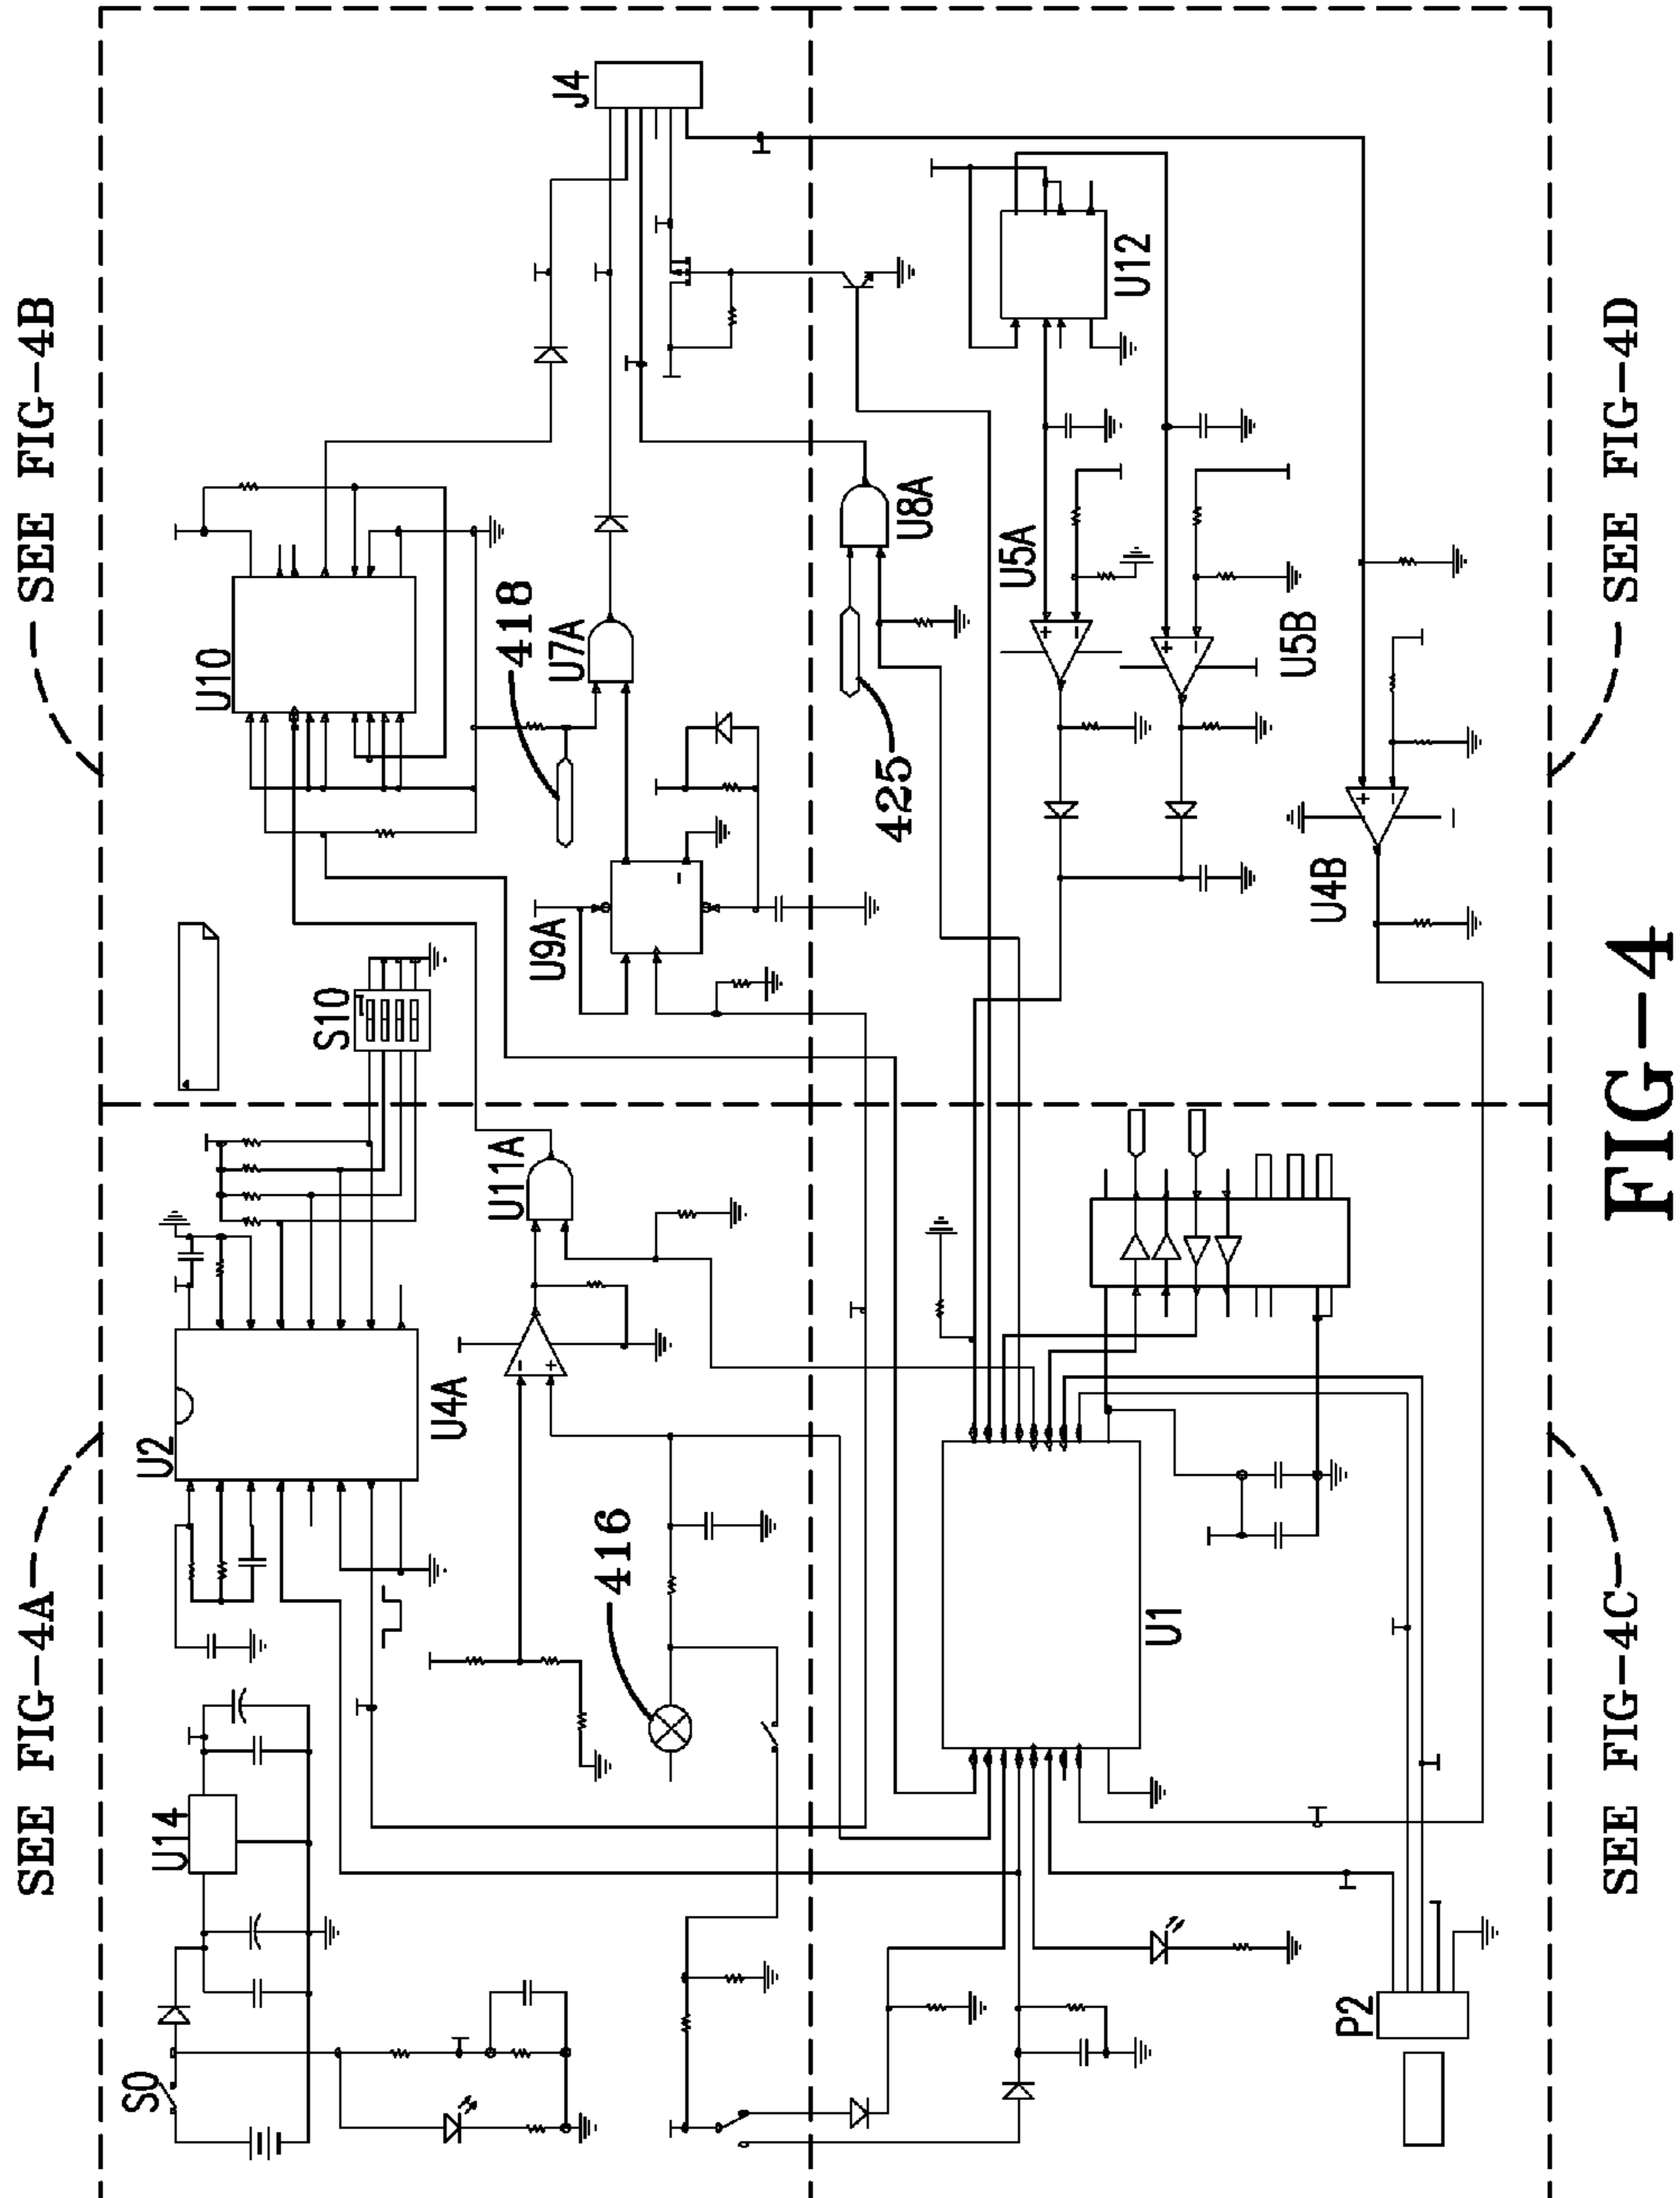 SEE FIG-4A
SEE FIG-4B
S0
U14
U2
S10
U10
J4
U4A
U11A
U9A
U7A
418
416
U8A
425
U5A
U12
U5B
U4B
U1
P2
SEE FIG-4C
SEE FIG-4D
FIG-4